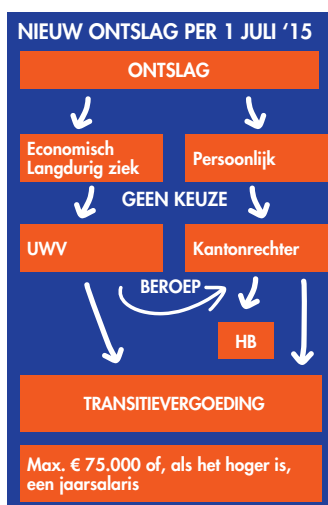 NIEUW ONTSLAG PER 1 JULI ‘15
ONTSLAG
Economisch
Langdurig ziek
Persoonlijk
GEEN KEUZE
UWV
Kantonrechter
BEROEP
HB
TRANSITIEVERGOEDING
Max. € 75.000 of, als het hoger is,
een jaarsalaris